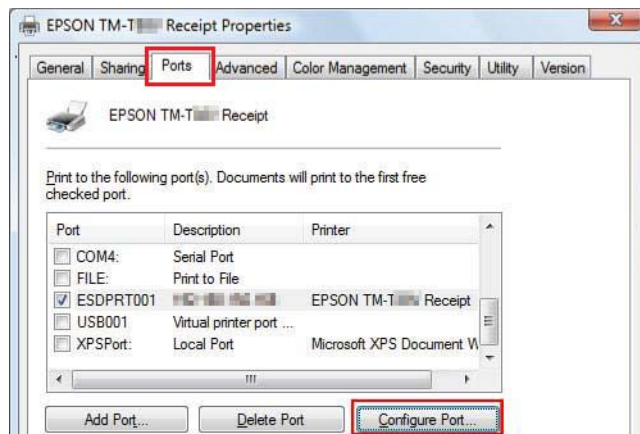 EPSON TM-T Receipt Properties
General Sharing Ports Advanced Color Management Security Utility Version
EPSON TM-T Receipt
Print to the following port(s). Documents will print to the first free
checked port.
Port Description Printer
COM4: Serial Port
FILE: Print to File
ESDPRT001 EPSON TM-T Receipt
USB001 Virtual printer port ...
XPSPort: Local Port Microsoft XPS Document W
Add Port... Delete Port Configure Port...